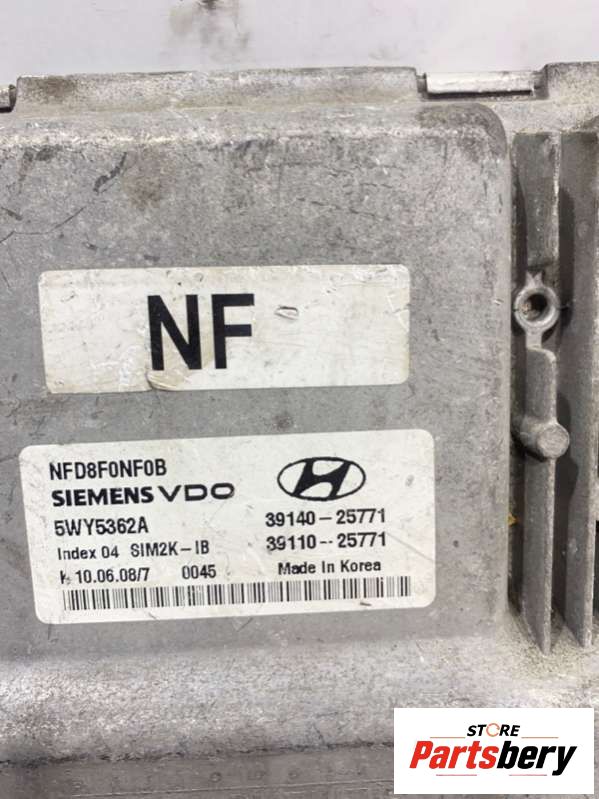 NF
NFD8F0NF0B
SIEMENS VDO
5WY5362A 39140-25771
Index 04 SIM2K-IB 39110-25771
10.06.08/7 0045 Made In Korea
STORE
Partsbery